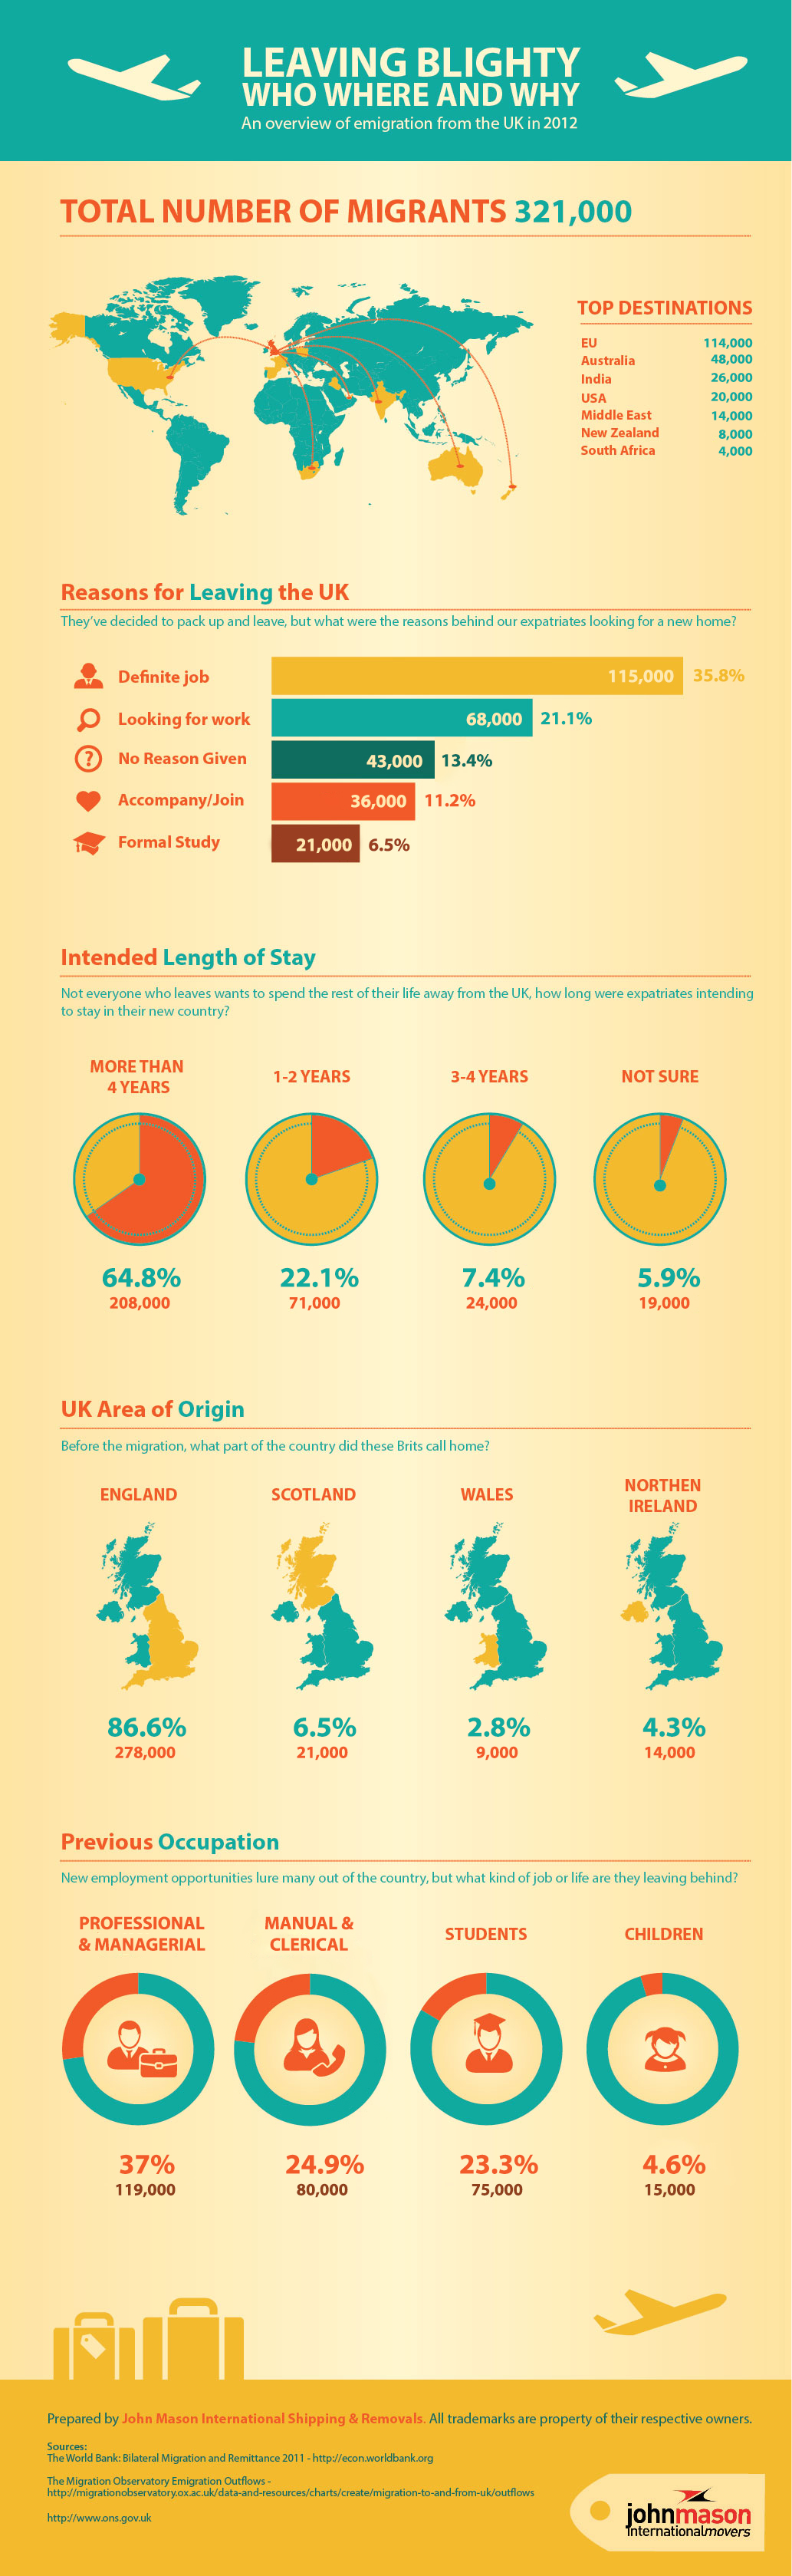 LEAVING BLIGHTY
WHO WHERE AND WHY
An overview of emigration from the UK in 2012
TOTAL NUMBER OF MIGRANTS 321,000
TOP DESTINATIONS
EU 114,000
Australia 48,000
India 26,000
USA 20,000
Middle East 14,000
New Zealand 8,000
South Africa 4,000
Reasons for Leaving the UK
They've decided to pack up and leave, but what were the reasons behind our expatriates looking for a new home?
Definite job 115,000 35.8%
Looking for work 68,000 21.1%
? No Reason Given 43,000 13.4%
Accompany/Join 36,000 11.2%
Formal Study 21,000 6.5%
Intended Length of Stay
Not everyone who leaves wants to spend the rest of their life away from the UK, how long were expatriates intending
to stay in their new country?
MORE THAN
4 YEARS
1-2 YEARS
3-4 YEARS
NOT SURE
64.8% 22.1% 7.4% 5.9%
208,000 71,000 24,000 19,000
UK Area of Origin
Before the migration, what part of the country did these Brits call home?
ENGLAND
SCOTLAND
WALES
NORTHEN
IRELAND
86.6% 6.5% 2.8% 4.3%
278,000 21,000 9,000 14,000
Previous Occupation
New employment opportunities lure many out of the country, but what kind of job or life are they leaving behind?
PROFESSIONAL
& MANAGERIAL
MANUAL &
CLERICAL
STUDENTS
CHILDREN
37% 24.9% 23.3% 4.6%
119,000 80,000 75,000 15,000
Prepared by John Mason International Shipping & Removals. All trademarks are property of their respective owners.
Sources:
The World Bank: Bilateral Migration and Remittance 2011 - http://econ.worldbank.org
The Migration Observatory Emigration Outflows -
http://migrationobservatory.ox.ac.uk/data-and-resources/charts/create/migration-to-and-from-uk/outflows
http://www.ons.gov.uk
johnmason
internationalmovers